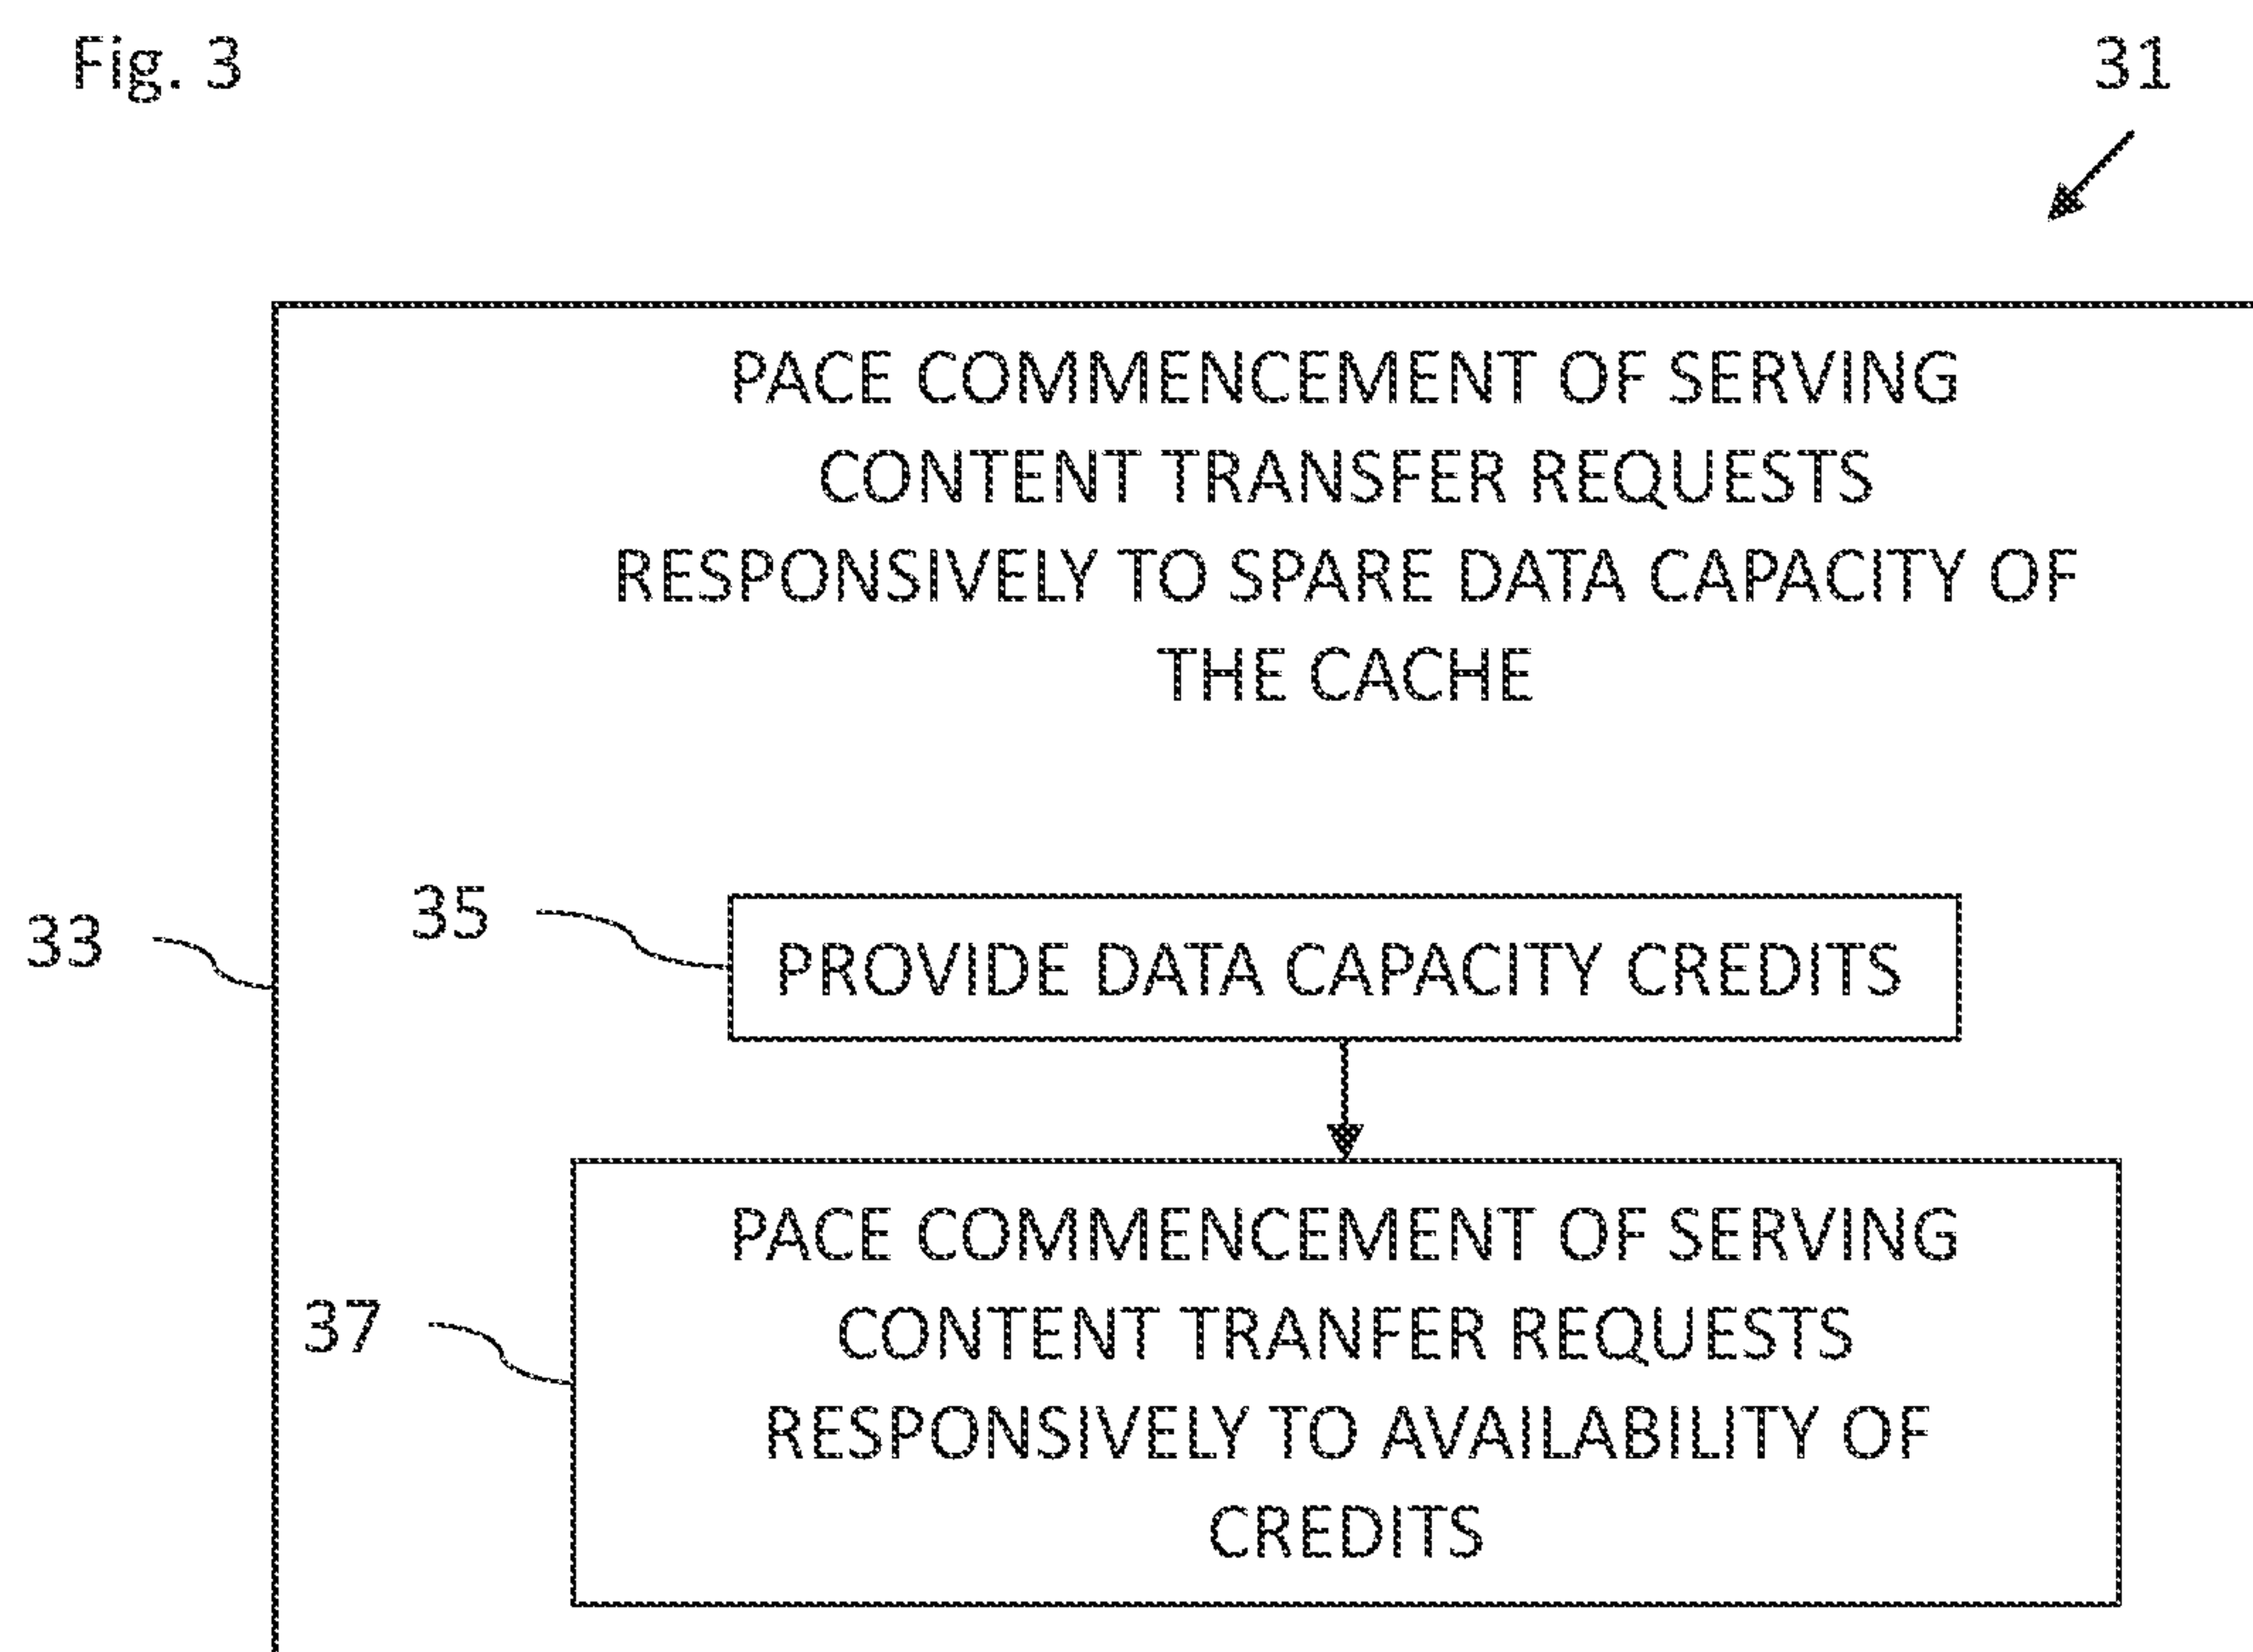 Fig. 3
31
PACE COMMENCEMENT OF SERVING
CONTENT TRANSFER REQUESTS
RESPONSIVELY TO SPARE DATA CAPACITY OF
THE CACHE
35
33
PROVIDE DATA CAPACITY CREDITS
PACE COMMENCEMENT OF SERVING
37
CONTENT TRANFER REQUESTS
RESPONSIVELY TO AVAILABILITY OF
CREDITS